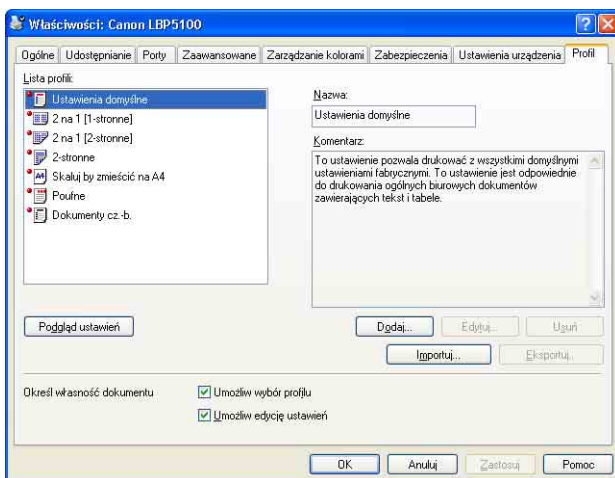 Właściwości: Canon LBP5100
Ogólne Udostępnianie Porty Zaawansowane Zarządzanie kolorami Zabezpieczenia Ustawienia urządzenia Profil
Lista profili:
Ustawienia domyślne
2 na 1 [1-stronne]
2 na 1 [2-stronne]
2-stronne
Skaluj by zmieścić na A4
Poufne
Dokumenty cz.-b.
Nazwa:
Ustawienia domyślne
Komentarz:
To ustawienie pozwala drukować z wszystkimi domyślnymi
ustawieniami fabrycznymi. To ustawienie jest odpowiednie
do drukowania ogólnych biurowych dokumentów
zawierających tekst i tabele.
Podgląd ustawień
Dodaj... Edytuj... Usuń
Importuj... Eksportuj...
Określ własność dokumentu
Umożliw wybór profilu
Umożliw edycję ustawień
OK Anuluj Zastosuj Pomoc